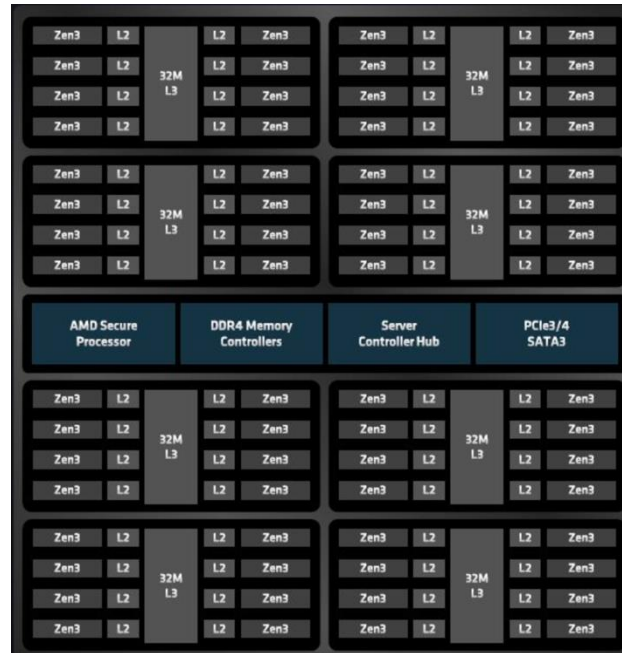 Zen3 L2 L2 Zen3 Zen3 L2 L2 Zen3
Zen3 L2 L2 Zen3 Zen3 L2 L2 Zen3
32M 32M
L3 L3
Zen3 L2 L2 Zen3 Zen3 L2 L2 Zen3
Zen3 L2 L2 Zen3 Zen3 L2 L2 Zen3
Zen3 L2 L2 Zen3 Zen3 L2 L2 Zen3
Zen3 L2 L2 Zen3 Zen3 L2 L2 Zen3
32M 32M
L3 L3
Zen3 L2 L2 Zen3 Zen3 L2 L2 Zen3
Zen3 L2 L2 Zen3 Zen3 L2 L2 Zen3
AMD Secure
Processor
DDR4 Memory
Controllers
Server
Controller Hub
PCIe3/4
SATA3
Zen3 L2 L2 Zen3 Zen3 L2 L2 Zen3
Zen3 L2 L2 Zen3 Zen3 L2 L2 Zen3
32M 32M
L3 L3
Zen3 L2 L2 Zen3 Zen3 L2 L2 Zen3
Zen3 L2 L2 Zen3 Zen3 L2 L2 Zen3
Zen3 L2 L2 Zen3 Zen3 L2 L2 Zen3
Zen3 L2 L2 Zen3 Zen3 L2 L2 Zen3
32M 32M
L3 L3
Zen3 L2 L2 Zen3 Zen3 L2 L2 Zen3
Zen3 L2 L2 Zen3 Zen3 L2 L2 Zen3